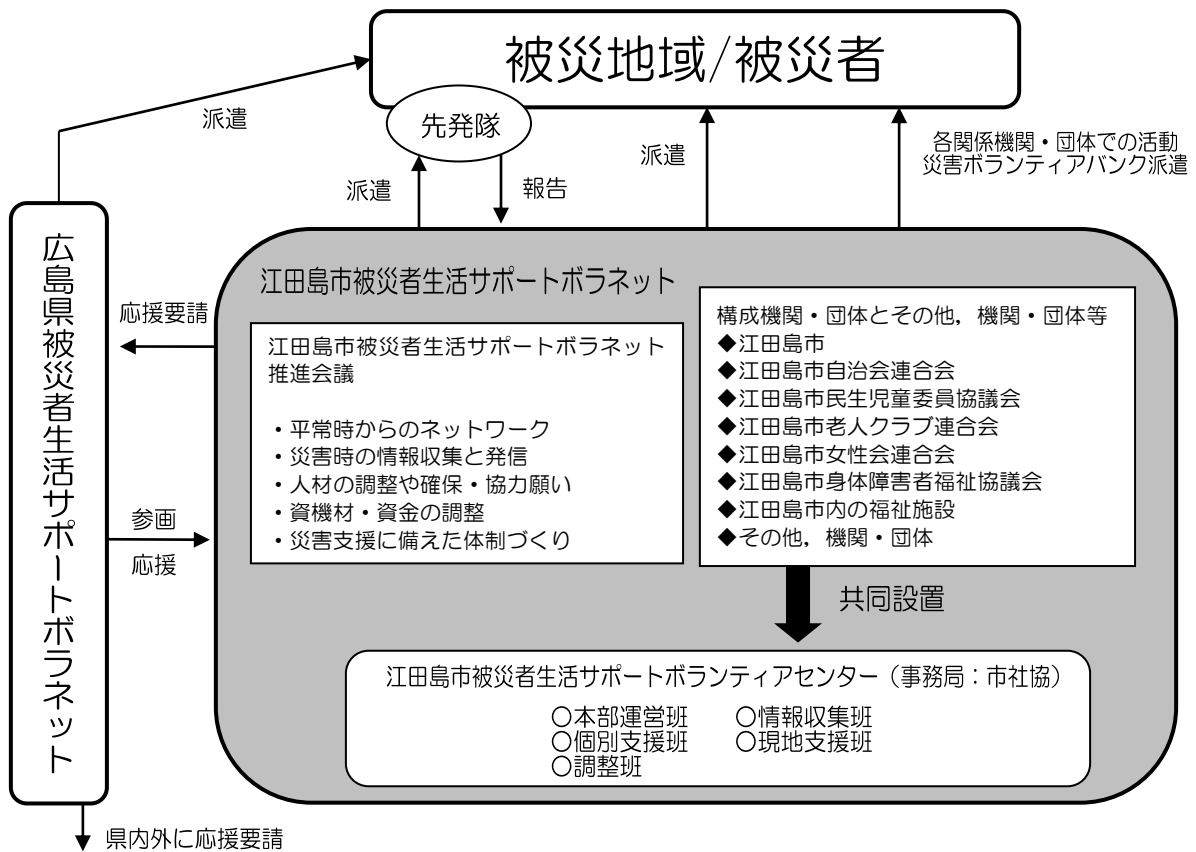 被災地域/被災者
先発隊
派遣
派遣
報告
派遣
各関係機関・団体での活動
災害ボランティアバンク派遣
広島県被災者生活サポートボラネット
応援要請
参画
応援
県内外に応援要請
江田島市被災者生活サポートボラネット
江田島市被災者生活サポートボラネット
推進会議
・平常時からのネットワーク
・災害時の情報収集と発信
・人材の調整や確保・協力願い
・資機材・資金の調整
・災害支援に備えた体制づくり
構成機関・団体とその他，機関・団体等
◆江田島市
◆江田島市自治会連合会
◆江田島市民生児童委員協議会
◆江田島市老人クラブ連合会
◆江田島市女性会連合会
◆江田島市身体障害者福祉協議会
◆江田島市内の福祉施設
◆その他，機関・団体
共同設置
江田島市被災者生活サポートボランティアセンター（事務局：市社協）
〇本部運営班　〇情報収集班
〇個別支援班　〇現地支援班
〇調整班